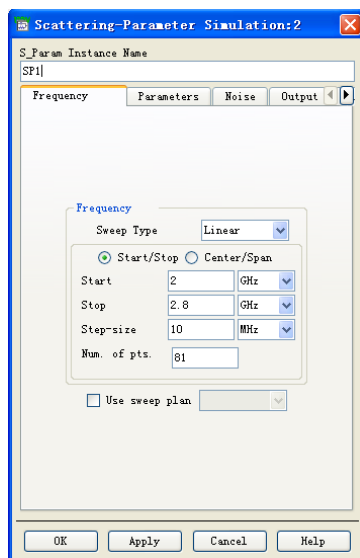 Scattering-Parameter Simulation:2
S_Param Instance Name
SP1
Frequency Parameters Noise Output
Frequency
Sweep Type Linear
Start/Stop Center/Span
Start 2 GHz
Stop 2.8 GHz
Step-size 10 MHz
Num. of pts. 81
Use sweep plan
OK Apply Cancel Help